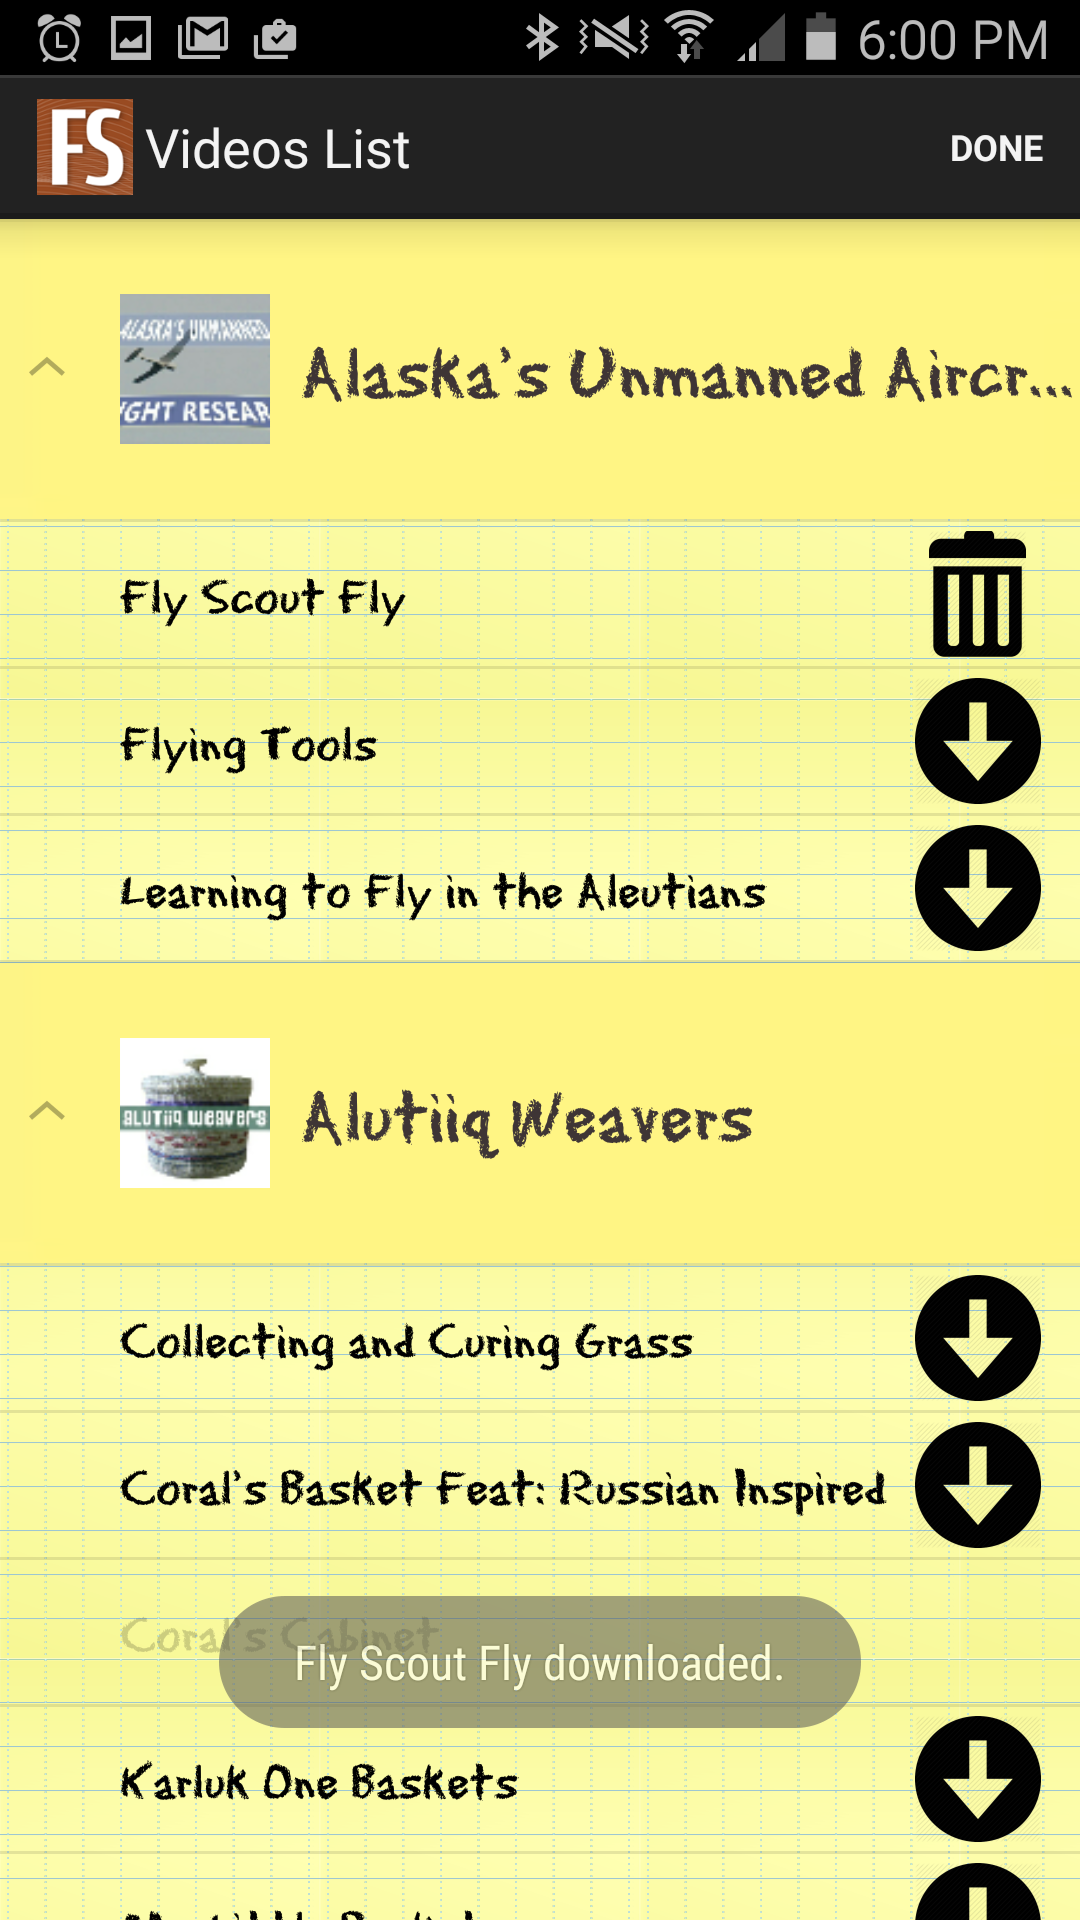 6:00 PM
FS Videos List
DONE
ALASKA'S UNMANNED
IGHT RESEAR
Alaska's Unmanned Aircr...
Fly Scout Fly
Flying Tools
Learning to Fly in the Aleutians
ALUTIIQ WEAVERS
Alutiiq Weavers
Collecting and Curing Grass
Coral's Basket Feat: Russian Inspired
Coral's Cabinet
Fly Scout Fly downloaded.
Karluk One Baskets